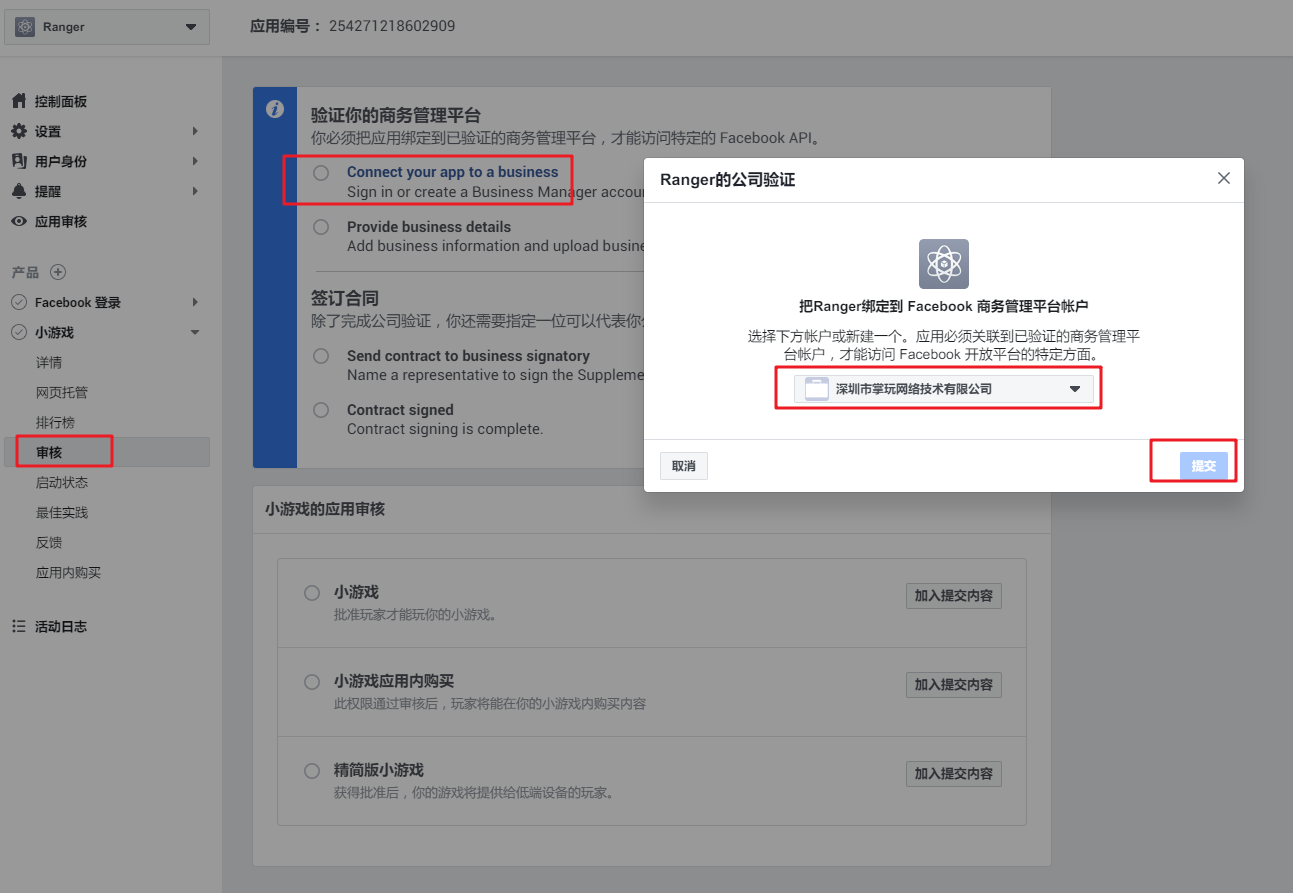 Ranger
应用编号： 254271218602909
控制面板
设置
用户身份
提醒
应用审核
产品
Facebook 登录
小游戏
详情
网页托管
排行榜
审核
启动状态
最佳实践
反馈
应用内购买
活动日志
验证你的商务管理平台
你必须把应用绑定到已验证的商务管理平台，才能访问特定的 Facebook API。
Connect your app to a business
Sign in or create a Business Manager accou
Provide business details
Add business information and upload busine
签订合同
除了完成公司验证，你还需要指定一位可以代表你
Send contract to business signatory
Name a representative to sign the Suppleme
Contract signed
Contract signing is complete.
Ranger的公司验证
把Ranger绑定到 Facebook 商务管理平台帐户
选择下方帐户或新建一个。应用必须关联到已验证的商务管理平
台帐户，才能访问 Facebook 开放平台的特定方面。
深圳市掌玩网络技术有限公司
取消
提交
小游戏的应用审核
小游戏
批准玩家才能玩你的小游戏。
加入提交内容
小游戏应用内购买
此权限通过审核后，玩家将能在你的小游戏内购买内容
加入提交内容
精简版小游戏
获得批准后，你的游戏将提供给低端设备的玩家。
加入提交内容